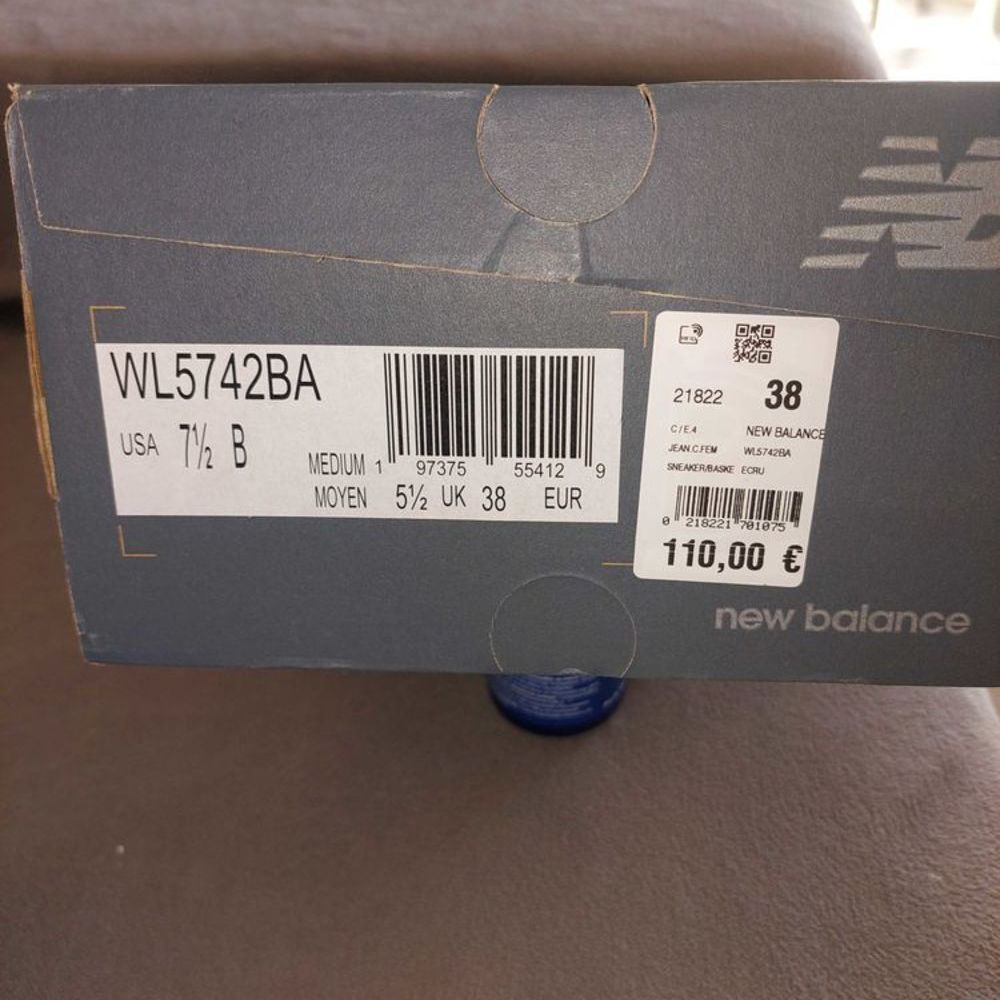 NB
WL5742BA
USA 7½ B
MEDIUM 1 97375 55412 9
MOYEN 5½ UK 38 EUR
21822 38
C/E.4 NEW BALANCE
JEAN.C.FEM WL5742BA
SNEAKER/BASKE ECRU
0 218221 701075
110,00 €
new balance